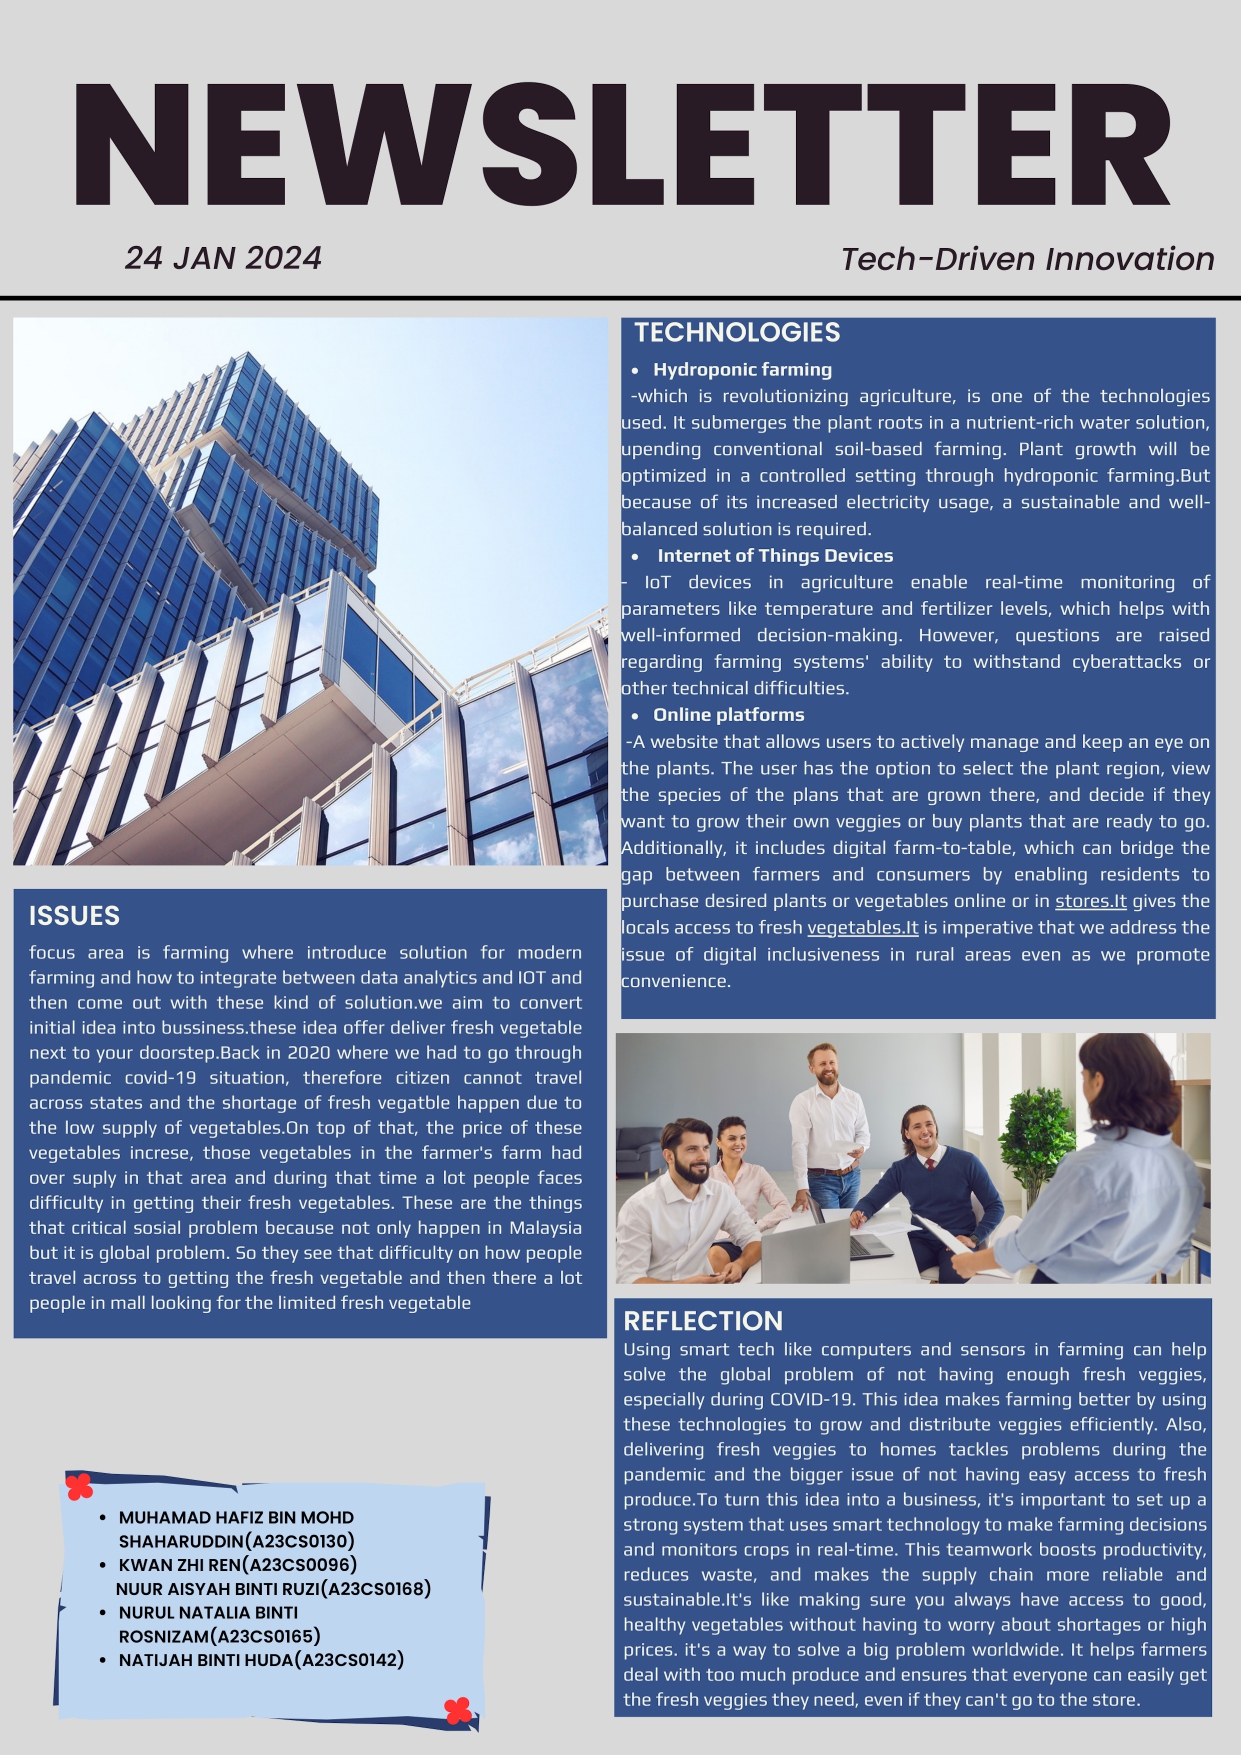 NEWSLETTER
24 JAN 2024
Tech-Driven Innovation
TECHNOLOGIES
• Hydroponic farming
-which is revolutionizing agriculture, is one of the technologies
used. It submerges the plant roots in a nutrient-rich water solution,
upending conventional soil-based farming. Plant growth will be
optimized in a controlled setting through hydroponic farming.But
because of its increased electricity usage, a sustainable and well-
balanced solution is required.
• Internet of Things Devices
- IoT devices in agriculture enable real-time monitoring of
parameters like temperature and fertilizer levels, which helps with
well-informed decision-making. However, questions are raised
regarding farming systems' ability to withstand cyberattacks or
other technical difficulties.
• Online platforms
-A website that allows users to actively manage and keep an eye on
the plants. The user has the option to select the plant region, view
the species of the plans that are grown there, and decide if they
want to grow their own veggies or buy plants that are ready to go.
Additionally, it includes digital farm-to-table, which can bridge the
gap between farmers and consumers by enabling residents to
purchase desired plants or vegetables online or in stores.It gives the
locals access to fresh vegetables.It is imperative that we address the
issue of digital inclusiveness in rural areas even as we promote
convenience.
ISSUES
focus area is farming where introduce solution for modern
farming and how to integrate between data analytics and IOT and
then come out with these kind of solution.we aim to convert
initial idea into bussiness.these idea offer deliver fresh vegetable
next to your doorstep.Back in 2020 where we had to go through
pandemic covid-19 situation, therefore citizen cannot travel
across states and the shortage of fresh vegatble happen due to
the low supply of vegetables.On top of that, the price of these
vegetables increse, those vegetables in the farmer's farm had
over suply in that area and during that time a lot people faces
difficulty in getting their fresh vegetables. These are the things
that critical sosial problem because not only happen in Malaysia
but it is global problem. So they see that difficulty on how people
travel across to getting the fresh vegetable and then there a lot
people in mall looking for the limited fresh vegetable
REFLECTION
Using smart tech like computers and sensors in farming can help
solve the global problem of not having enough fresh veggies,
especially during COVID-19. This idea makes farming better by using
these technologies to grow and distribute veggies efficiently. Also,
delivering fresh veggies to homes tackles problems during the
pandemic and the bigger issue of not having easy access to fresh
produce.To turn this idea into a business, it's important to set up a
strong system that uses smart technology to make farming decisions
and monitors crops in real-time. This teamwork boosts productivity,
reduces waste, and makes the supply chain more reliable and
sustainable.It's like making sure you always have access to good,
healthy vegetables without having to worry about shortages or high
prices. it's a way to solve a big problem worldwide. It helps farmers
deal with too much produce and ensures that everyone can easily get
the fresh veggies they need, even if they can't go to the store.
• MUHAMAD HAFIZ BIN MOHD
SHAHARUDDIN(A23CS0130)
• KWAN ZHI REN(A23CS0096)
NUUR AISYAH BINTI RUZI(A23CS0168)
• NURUL NATALIA BINTI
ROSNIZAM(A23CS0165)
• NATIJAH BINTI HUDA(A23CS0142)